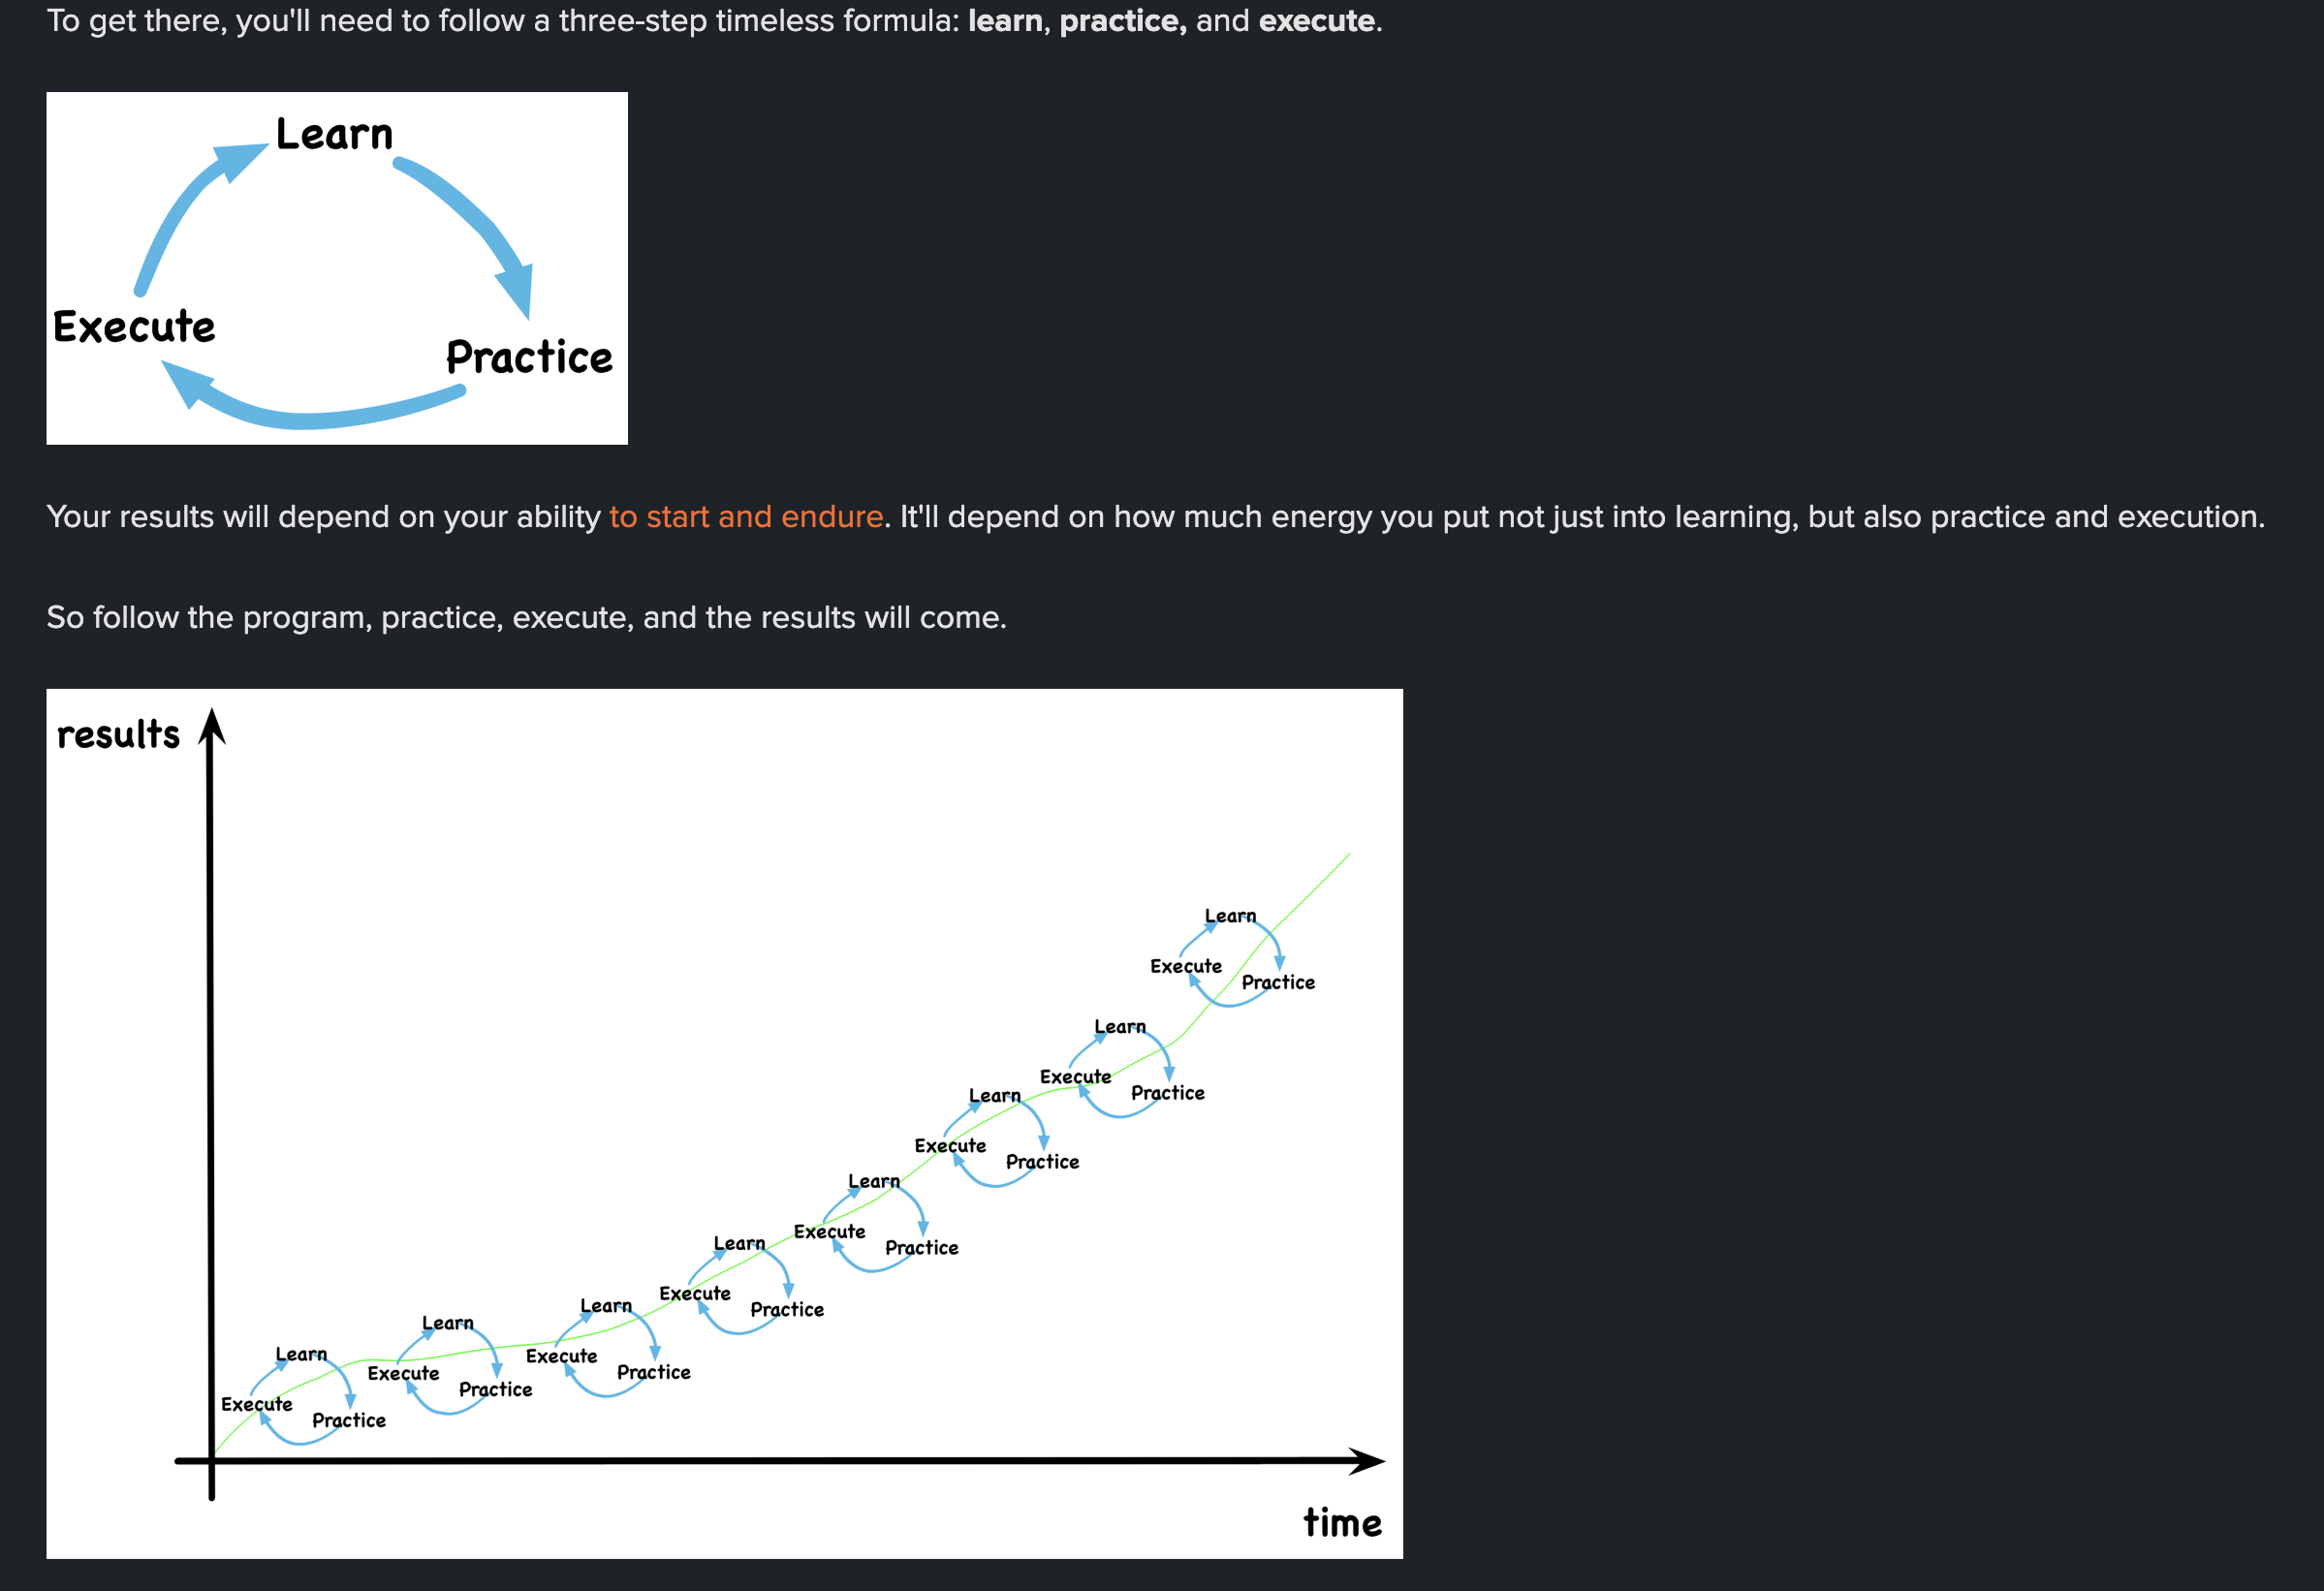 To get there, you'll need to follow a three-step timeless formula: learn, practice, and execute.
Learn
Execute
Practice
Your results will depend on your ability to start and endure. It'll depend on how much energy you put not just into learning, but also practice and execution.
So follow the program, practice, execute, and the results will come.
results
Learn
Execute
Practice
Learn
Execute
Practice
Learn
Execute
Practice
Learn
Execute
Practice
Learn
Execute
Practice
Learn
Execute
Practice
Learn
Execute
Practice
Learn
Execute
Practice
time